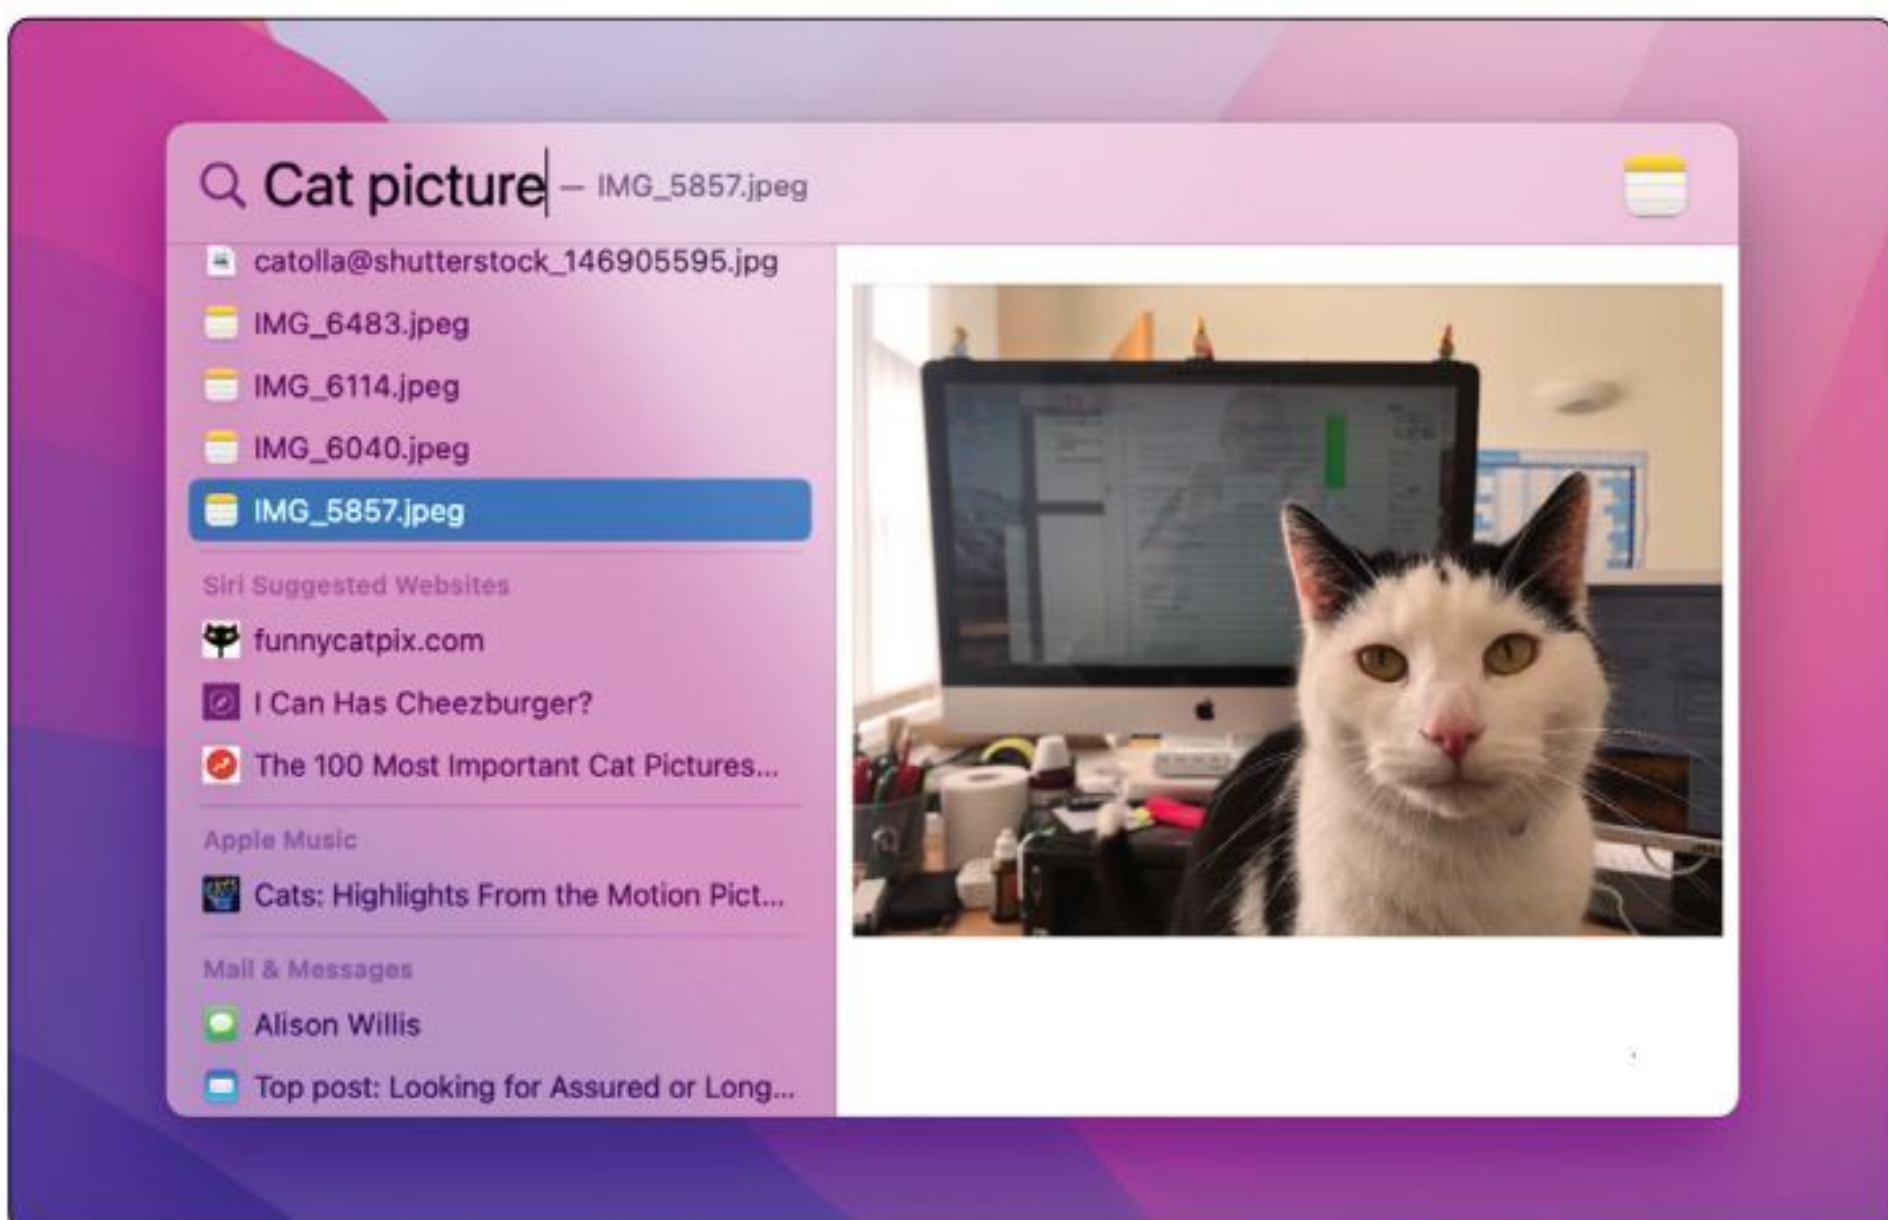 Cat picture — IMG_5857.jpeg
catolla@shutterstock_146905595.jpg
IMG_6483.jpeg
IMG_6114.jpeg
IMG_6040.jpeg
IMG_5857.jpeg
Siri Suggested Websites
funnycatpix.com
I Can Has Cheezburger?
The 100 Most Important Cat Pictures...
Apple Music
Cats: Highlights From the Motion Pict...
Mail & Messages
Alison Willis
Top post: Looking for Assured or Long...